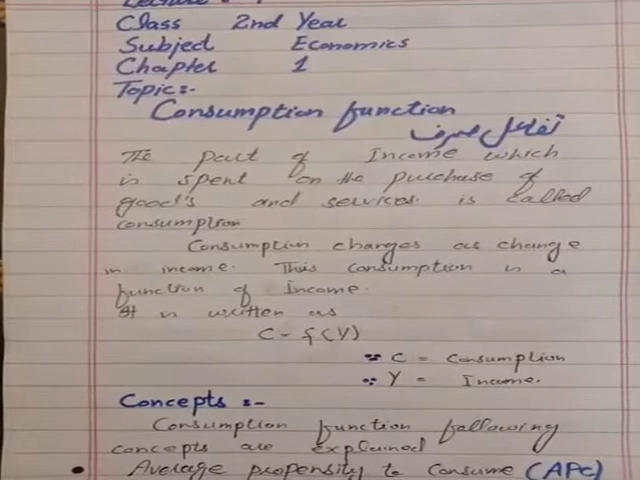 Class 2nd Year
Subject Economics
Chapter 1
Topic:-
Consumption function
تفاعل صرف
The part of Income which
is spent on the purchase of
good's and services. is called
consumption
Consumption changes as change
in income. This consumption is a
function of Income.
It is written as
C = f(Y)
∵ C = Consumption
∵ Y = Income.
Concepts :-
Consumption function following
concepts are explained
• Average propensity to Consume (APC)